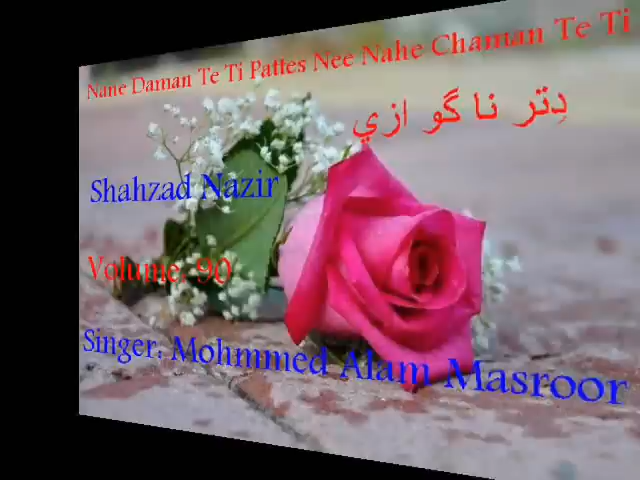 Nane Daman Te Ti Pattes Nee Nahe Chaman Te Ti
دِتر نا گو ازي
Shahzad Nazir
Volume: 90
Singer: Mohmmed Alam Masroor